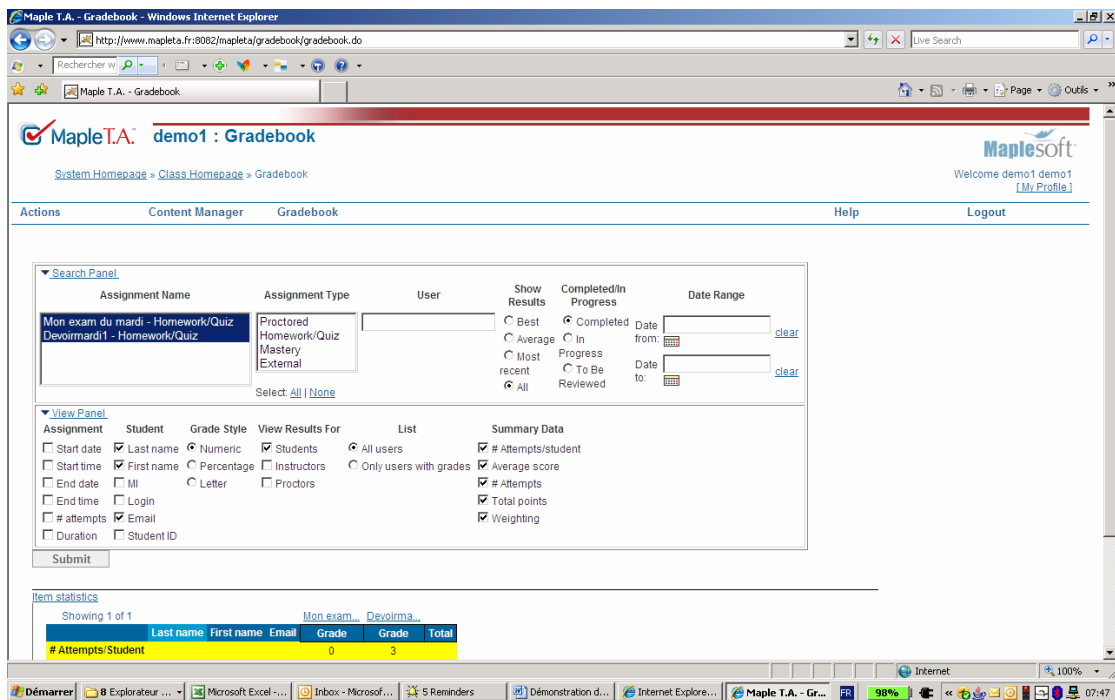 Maple T.A. - Gradebook - Windows Internet Explorer
http://www.mapleta.fr:8082/mapleta/gradebook/gradebook.do
Live Search
Rechercher w
Maple T.A. - Gradebook
Page
Outils
MapleT.A. demo1 : Gradebook
Maplesoft
System Homepage » Class Homepage » Gradebook
Welcome demo1 demo1
[ My Profile ]
Actions Content Manager Gradebook Help Logout
Search Panel
Assignment Name Assignment Type User Show Results Completed/In Progress Date Range
Mon exam du mardi - Homework/Quiz
Devoirmardi1 - Homework/Quiz
Proctored
Homework/Quiz
Mastery
External
Select: All | None
Best
Average
Most recent
All
Completed
In Progress
To Be Reviewed
Date from: clear
Date to: clear
View Panel
Assignment Student Grade Style View Results For List Summary Data
Start date Last name Numeric Students All users # Attempts/student
Start time First name Percentage Instructors Only users with grades Average score
End date MI Letter Proctors # Attempts
End time Login Total points
# attempts Email Weighting
Duration Student ID
Submit
Item statistics
Showing 1 of 1 Mon exam... Devoirma...
Last name First name Email Grade Grade Total
# Attempts/Student 0 3
Internet 100%
Démarrer 8 Explorateur ... Microsoft Excel -... Inbox - Microsof... 5 Reminders Démonstration d... Internet Explore... Maple T.A. - Gr... FR 98% 07:47